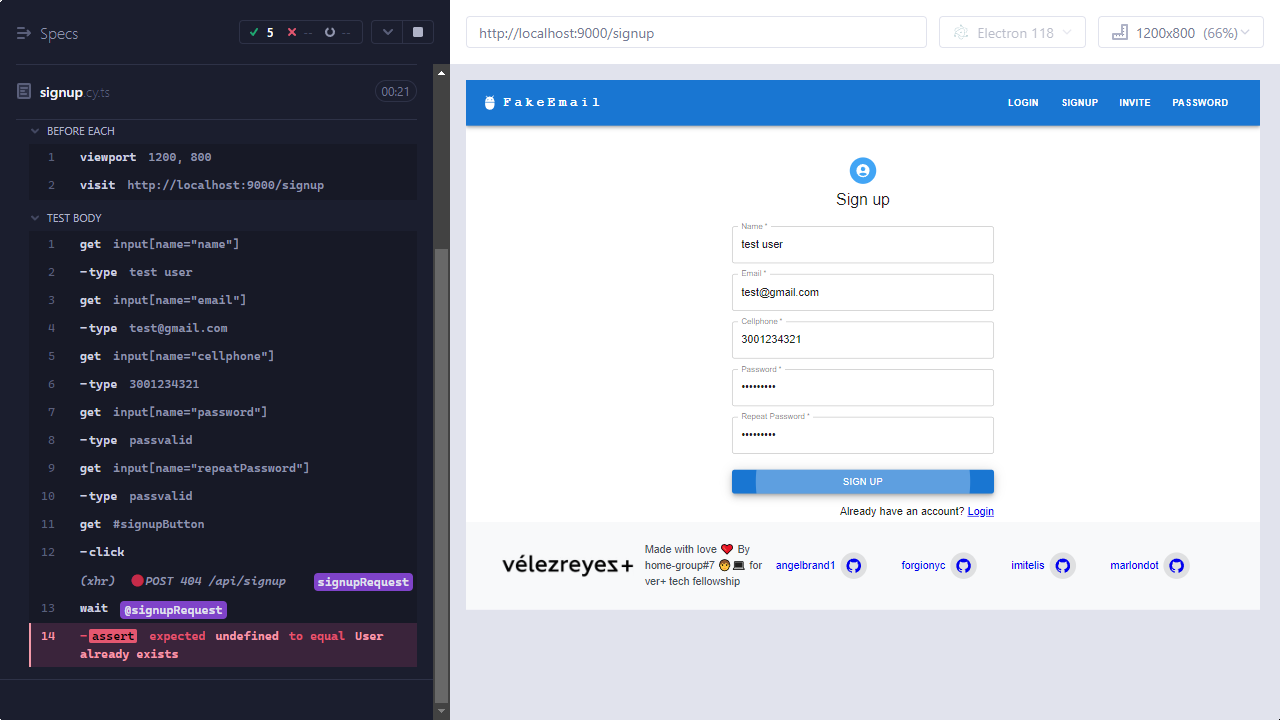 Specs
5 -- --
signup.cy.ts
00:21
BEFORE EACH
1 viewport 1200, 800
2 visit http://localhost:9000/signup
TEST BODY
1 get input[name="name"]
2 -type test user
3 get input[name="email"]
4 -type test@gmail.com
5 get input[name="cellphone"]
6 -type 3001234321
7 get input[name="password"]
8 -type passvalid
9 get input[name="repeatPassword"]
10 -type passvalid
11 get #signupButton
12 -click
(xhr) POST 404 /api/signup signupRequest
13 wait @signupRequest
14 -assert expected undefined to equal User
already exists
http://localhost:9000/signup
Electron 118
1200x800 (66%)
FakeEmail
LOGIN SIGNUP INVITE PASSWORD
Sign up
Name *
test user
Email *
test@gmail.com
Cellphone *
3001234321
Password *
•••••••••
Repeat Password *
•••••••••
SIGN UP
Already have an account? Login
vélezreyes+
Made with love ❤️ By
home-group#7 🧑‍💻 for
ver+ tech fellowship
angelbrand1
forgionyc
imitelis
marlondot